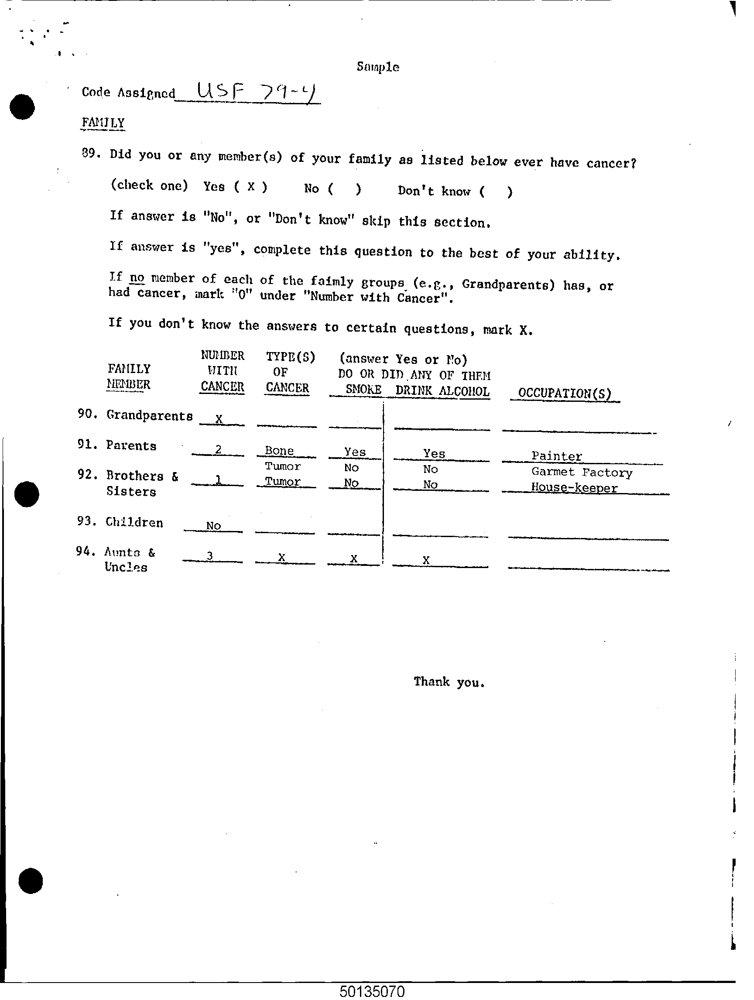 Sample
Code Assigned USF 79-4
FAMILY
89. Did you or any member(s) of your family as listed below ever have cancer?
(check one) Yes ( X ) No ( ) Don't know ( )
If answer is "No", or "Don't know" skip this section.
If answer is "yes", complete this question to the best of your ability.
If no member of each of the faimly groups (e.g., Grandparents) has, or
had cancer, mark "0" under "Number with Cancer".
If you don't know the answers to certain questions, mark X.
NUMBER TYPE(S) (answer Yes or No)
FAMILY WITH OF DO OR DID ANY OF THEM
MEMBER CANCER CANCER SMOKE DRINK ALCOHOL OCCUPATION(S)
90. Grandparents X
91. Parents 2 Bone Yes Yes Painter
Tumor No No Garmet Factory
92. Brothers & 1 Tumor No No House-keeper
Sisters
93. Children No
94. Aunts & 3 X X X
Uncles
Thank you.
50135070